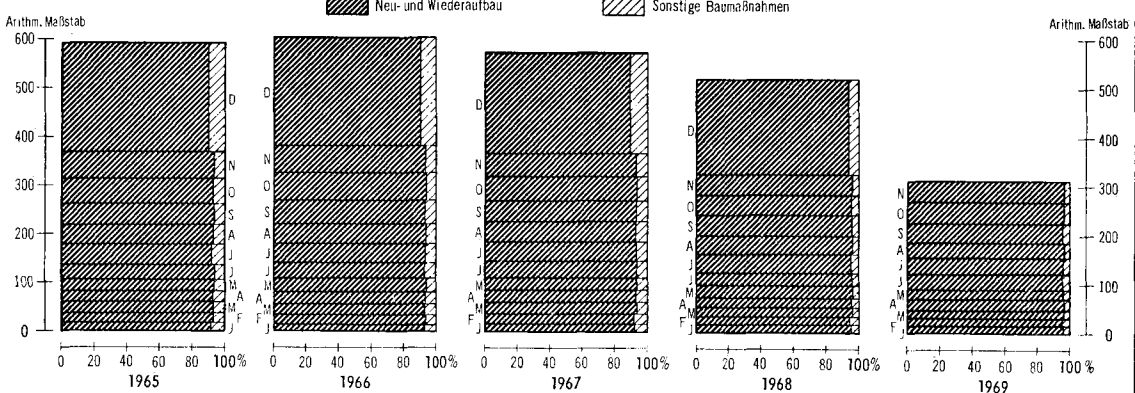 Neu- und Wiederaufbau
Sonstige Baumaßnahmen
Arithm. Maßstab
Arithm. Maßstab
600
500
400
300
200
100
0
D
N
O
S
A
J
J
M
A
M
F
J
D
N
O
S
A
J
J
M
A
M
F
J
D
N
O
S
A
J
J
M
A
M
F
J
D
N
O
S
A
J
J
M
A
M
F
J
N
O
S
A
J
J
M
A
M
F
J
600
500
400
300
200
100
0
0 20 40 60 80 100%
1965
0 20 40 60 80 100%
1966
0 20 40 60 80 100%
1967
0 20 40 60 80 100%
1968
0 20 40 60 80 100%
1969